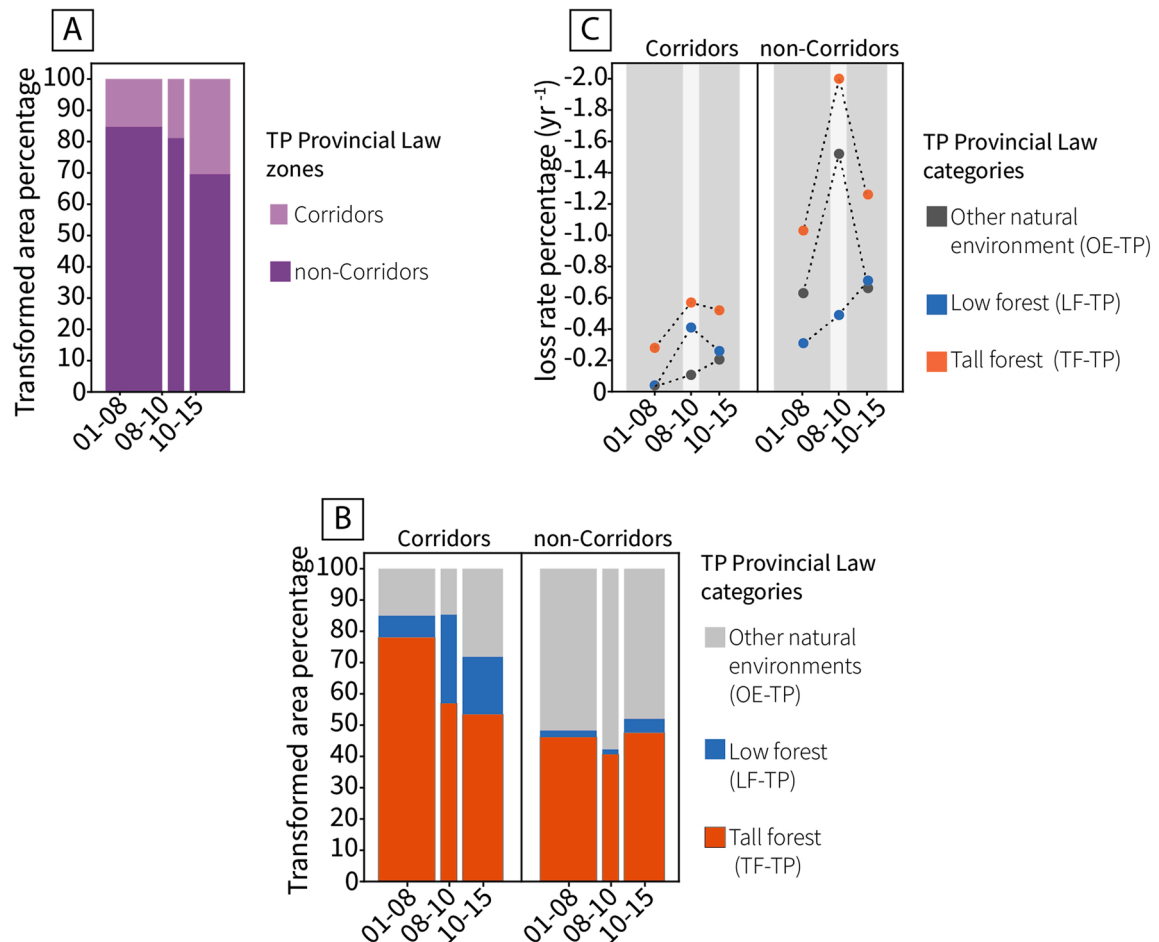 A
Transformed area percentage
100
90
80
70
60
50
40
30
20
10
0
01-08
08-10
10-15
TP Provincial Law
zones
Corridors
non-Corridors
C
Corridors
non-Corridors
loss rate percentage (yr⁻¹)
-2.0
-1.8
-1.6
-1.4
-1.2
-1.0
-0.8
-0.6
-0.4
-0.2
0
01-08
08-10
10-15
01-08
08-10
10-15
TP Provincial Law
categories
Other natural
environment (OE-TP)
Low forest (LF-TP)
Tall forest (TF-TP)
B
Corridors
non-Corridors
Transformed area percentage
100
90
80
70
60
50
40
30
20
10
0
01-08
08-10
10-15
01-08
08-10
10-15
TP Provincial Law
categories
Other natural
environments
(OE-TP)
Low forest
(LF-TP)
Tall forest
(TF-TP)